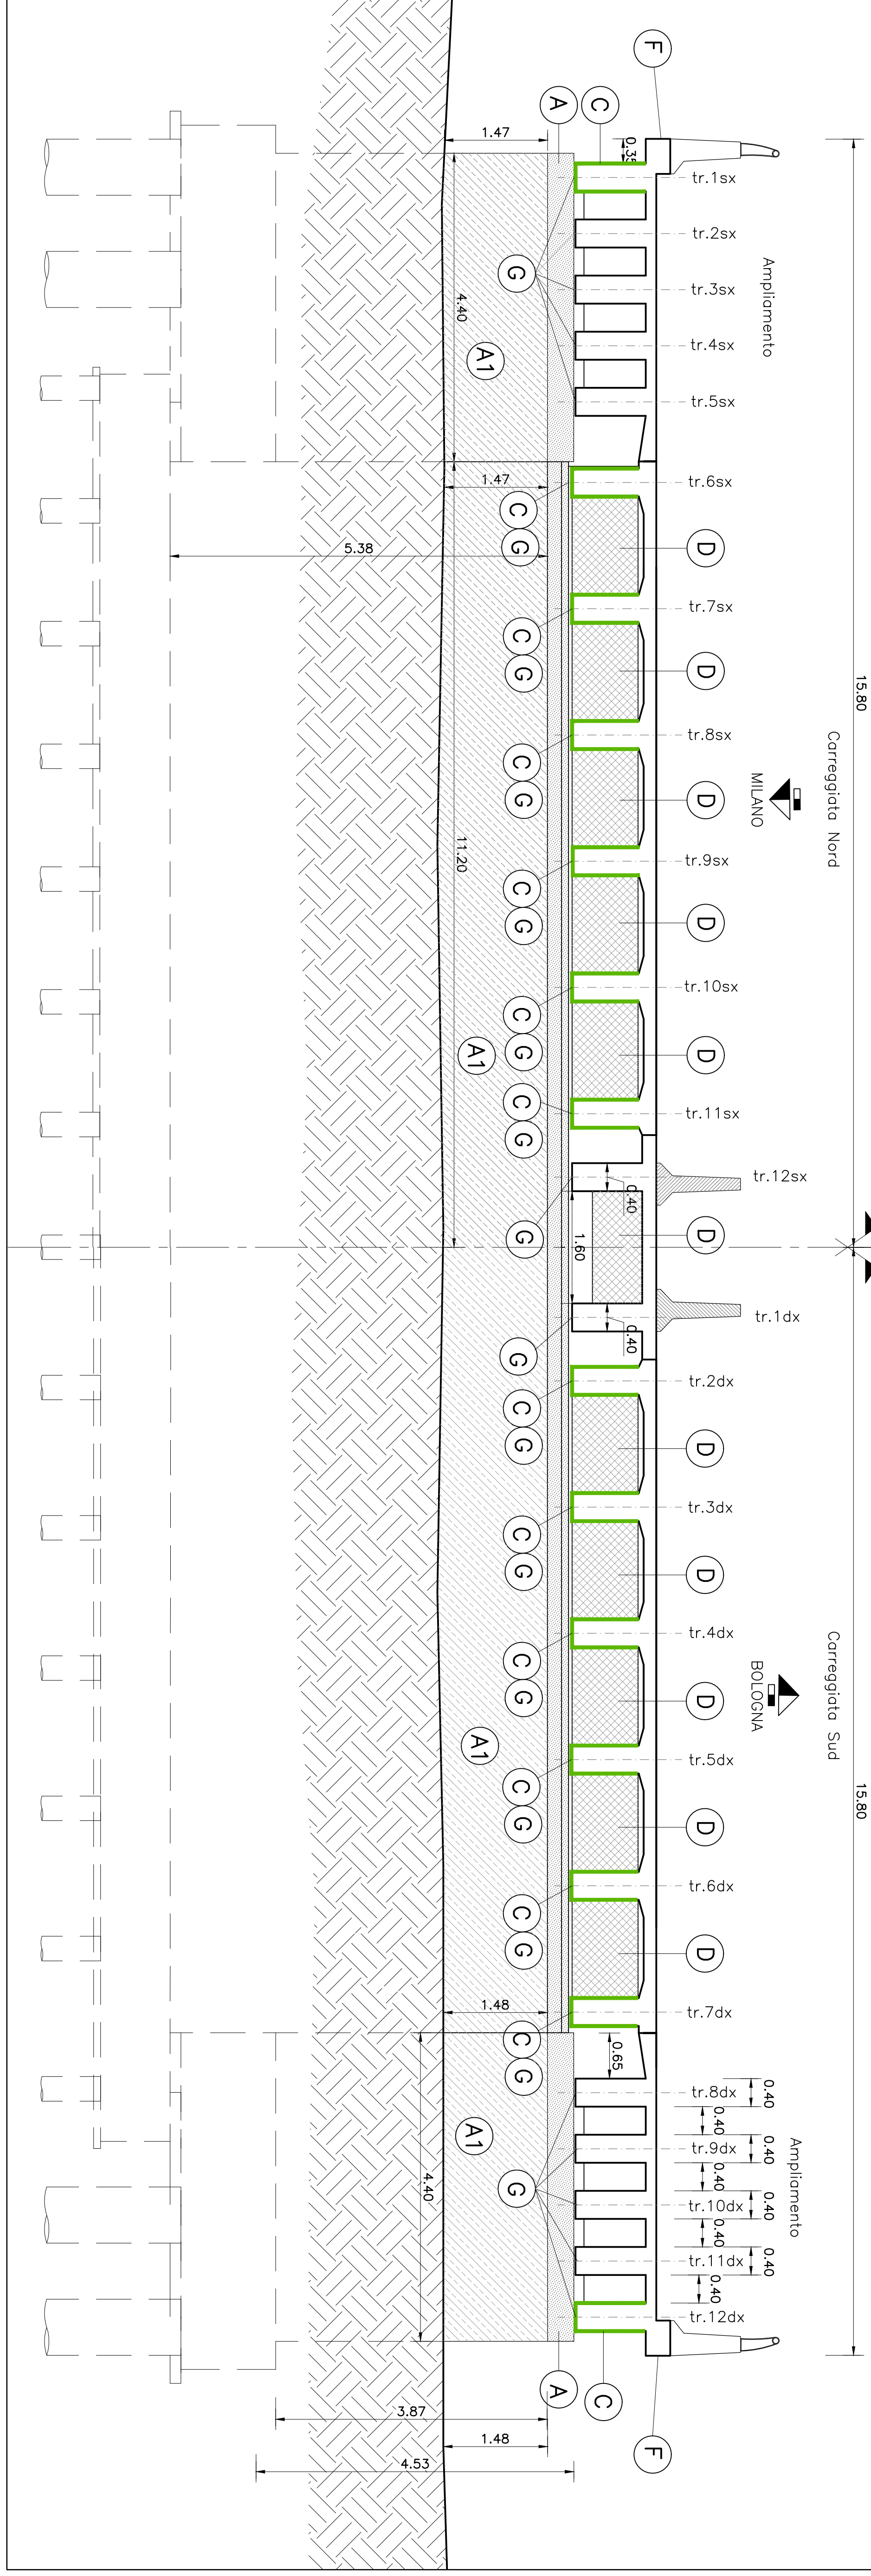 15.80
15.80
Carreggiata Nord
Carreggiata Sud
MILANO
BOLOGNA
Ampliamento
Ampliamento
0.40
0.40
0.40
0.40
tr.1sx
tr.2sx
tr.3sx
tr.4sx
tr.5sx
tr.6sx
tr.7sx
tr.8sx
tr.9sx
tr.10sx
tr.11sx
tr.12sx
tr.1dx
tr.2dx
tr.3dx
tr.4dx
tr.5dx
tr.6dx
tr.7dx
tr.8dx
tr.9dx
tr.10dx
tr.11dx
tr.12dx
0.40
0.40
0.40
0.40
D
D
D
D
D
D
D
D
D
D
D
F
F
0.35
0.40
0.40
0.65
C
C
1.60
A
A
G
C
G
C
G
C
G
C
G
C
G
C
G
G
G
C
G
C
G
C
G
C
G
C
G
C
G
G
1.47
1.47
1.48
1.48
A1
A1
A1
A1
4.40
11.20
4.40
3.87
4.53
5.38